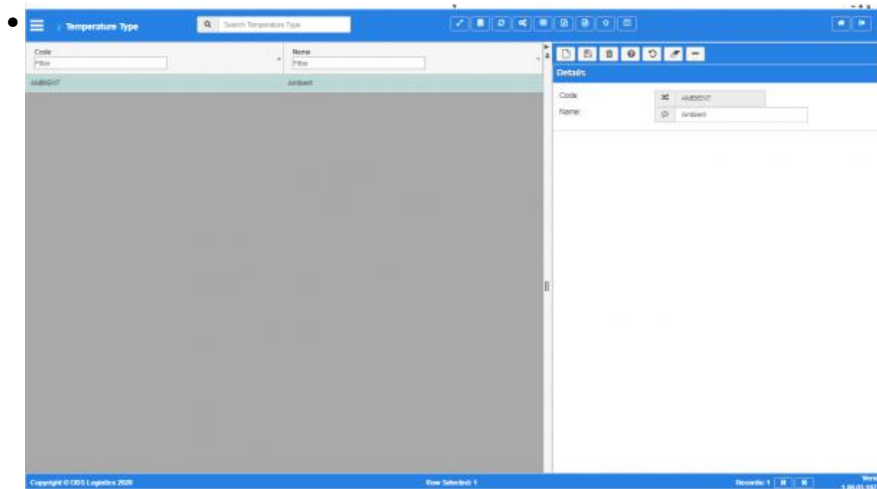 Temperature Type
Search Temperature Type
Code
Name
Filter
Filter
AMBIENT
Ambient
Details
Code:
AMBIENT
Name:
Ambient
Copyright © OBS Logistics 2020
Row Selected: 1
Records: 1